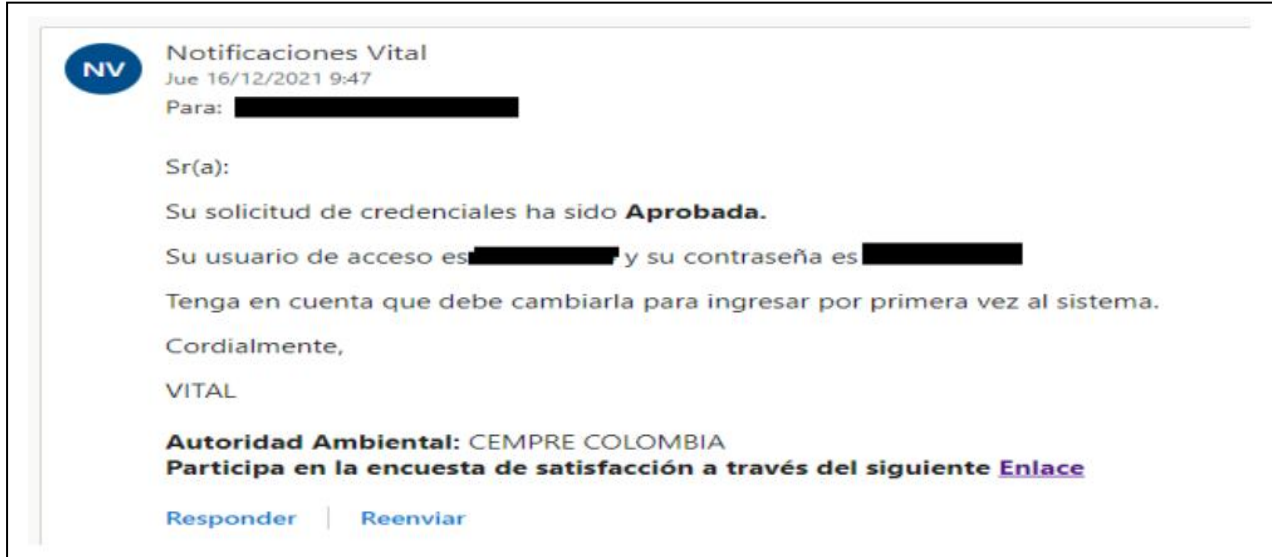 NV
Notificaciones Vital
Jue 16/12/2021 9:47
Para:
Sr(a):
Su solicitud de credenciales ha sido Aprobada.
Su usuario de acceso es y su contraseña es
Tenga en cuenta que debe cambiarla para ingresar por primera vez al sistema.
Cordialmente,
VITAL
Autoridad Ambiental: CEMPRE COLOMBIA
Participa en la encuesta de satisfacción a través del siguiente Enlace
Responder | Reenviar